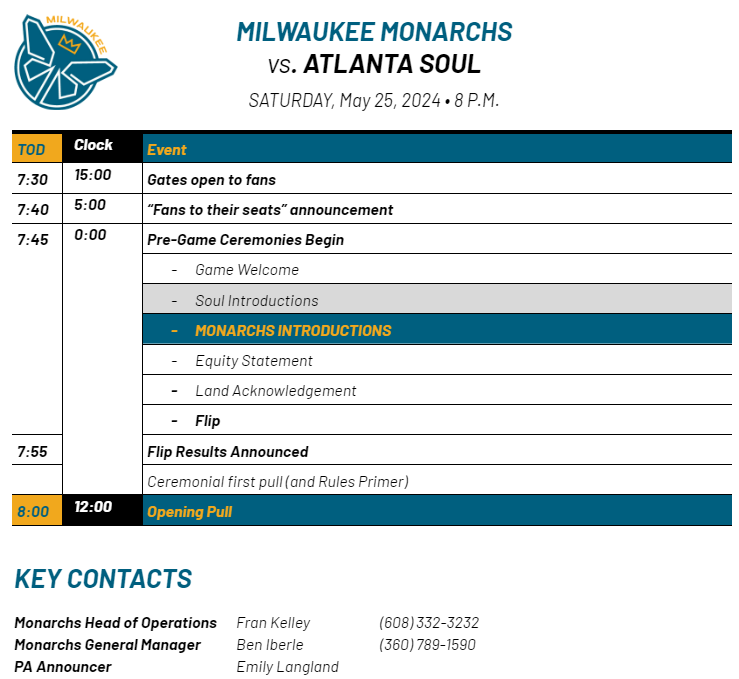 MILWAUKEE
MILWAUKEE MONARCHS
vs. ATLANTA SOUL
SATURDAY, May 25, 2024 • 8 P.M.
TOD Clock Event
7:30 15:00 Gates open to fans
7:40 5:00 “Fans to their seats” announcement
7:45 0:00 Pre-Game Ceremonies Begin
- Game Welcome
- Soul Introductions
- MONARCHS INTRODUCTIONS
- Equity Statement
- Land Acknowledgement
- Flip
7:55 Flip Results Announced
Ceremonial first pull (and Rules Primer)
8:00 12:00 Opening Pull
KEY CONTACTS
Monarchs Head of Operations Fran Kelley (608) 332-3232
Monarchs General Manager Ben Iberle (360) 789-1590
PA Announcer Emily Langland